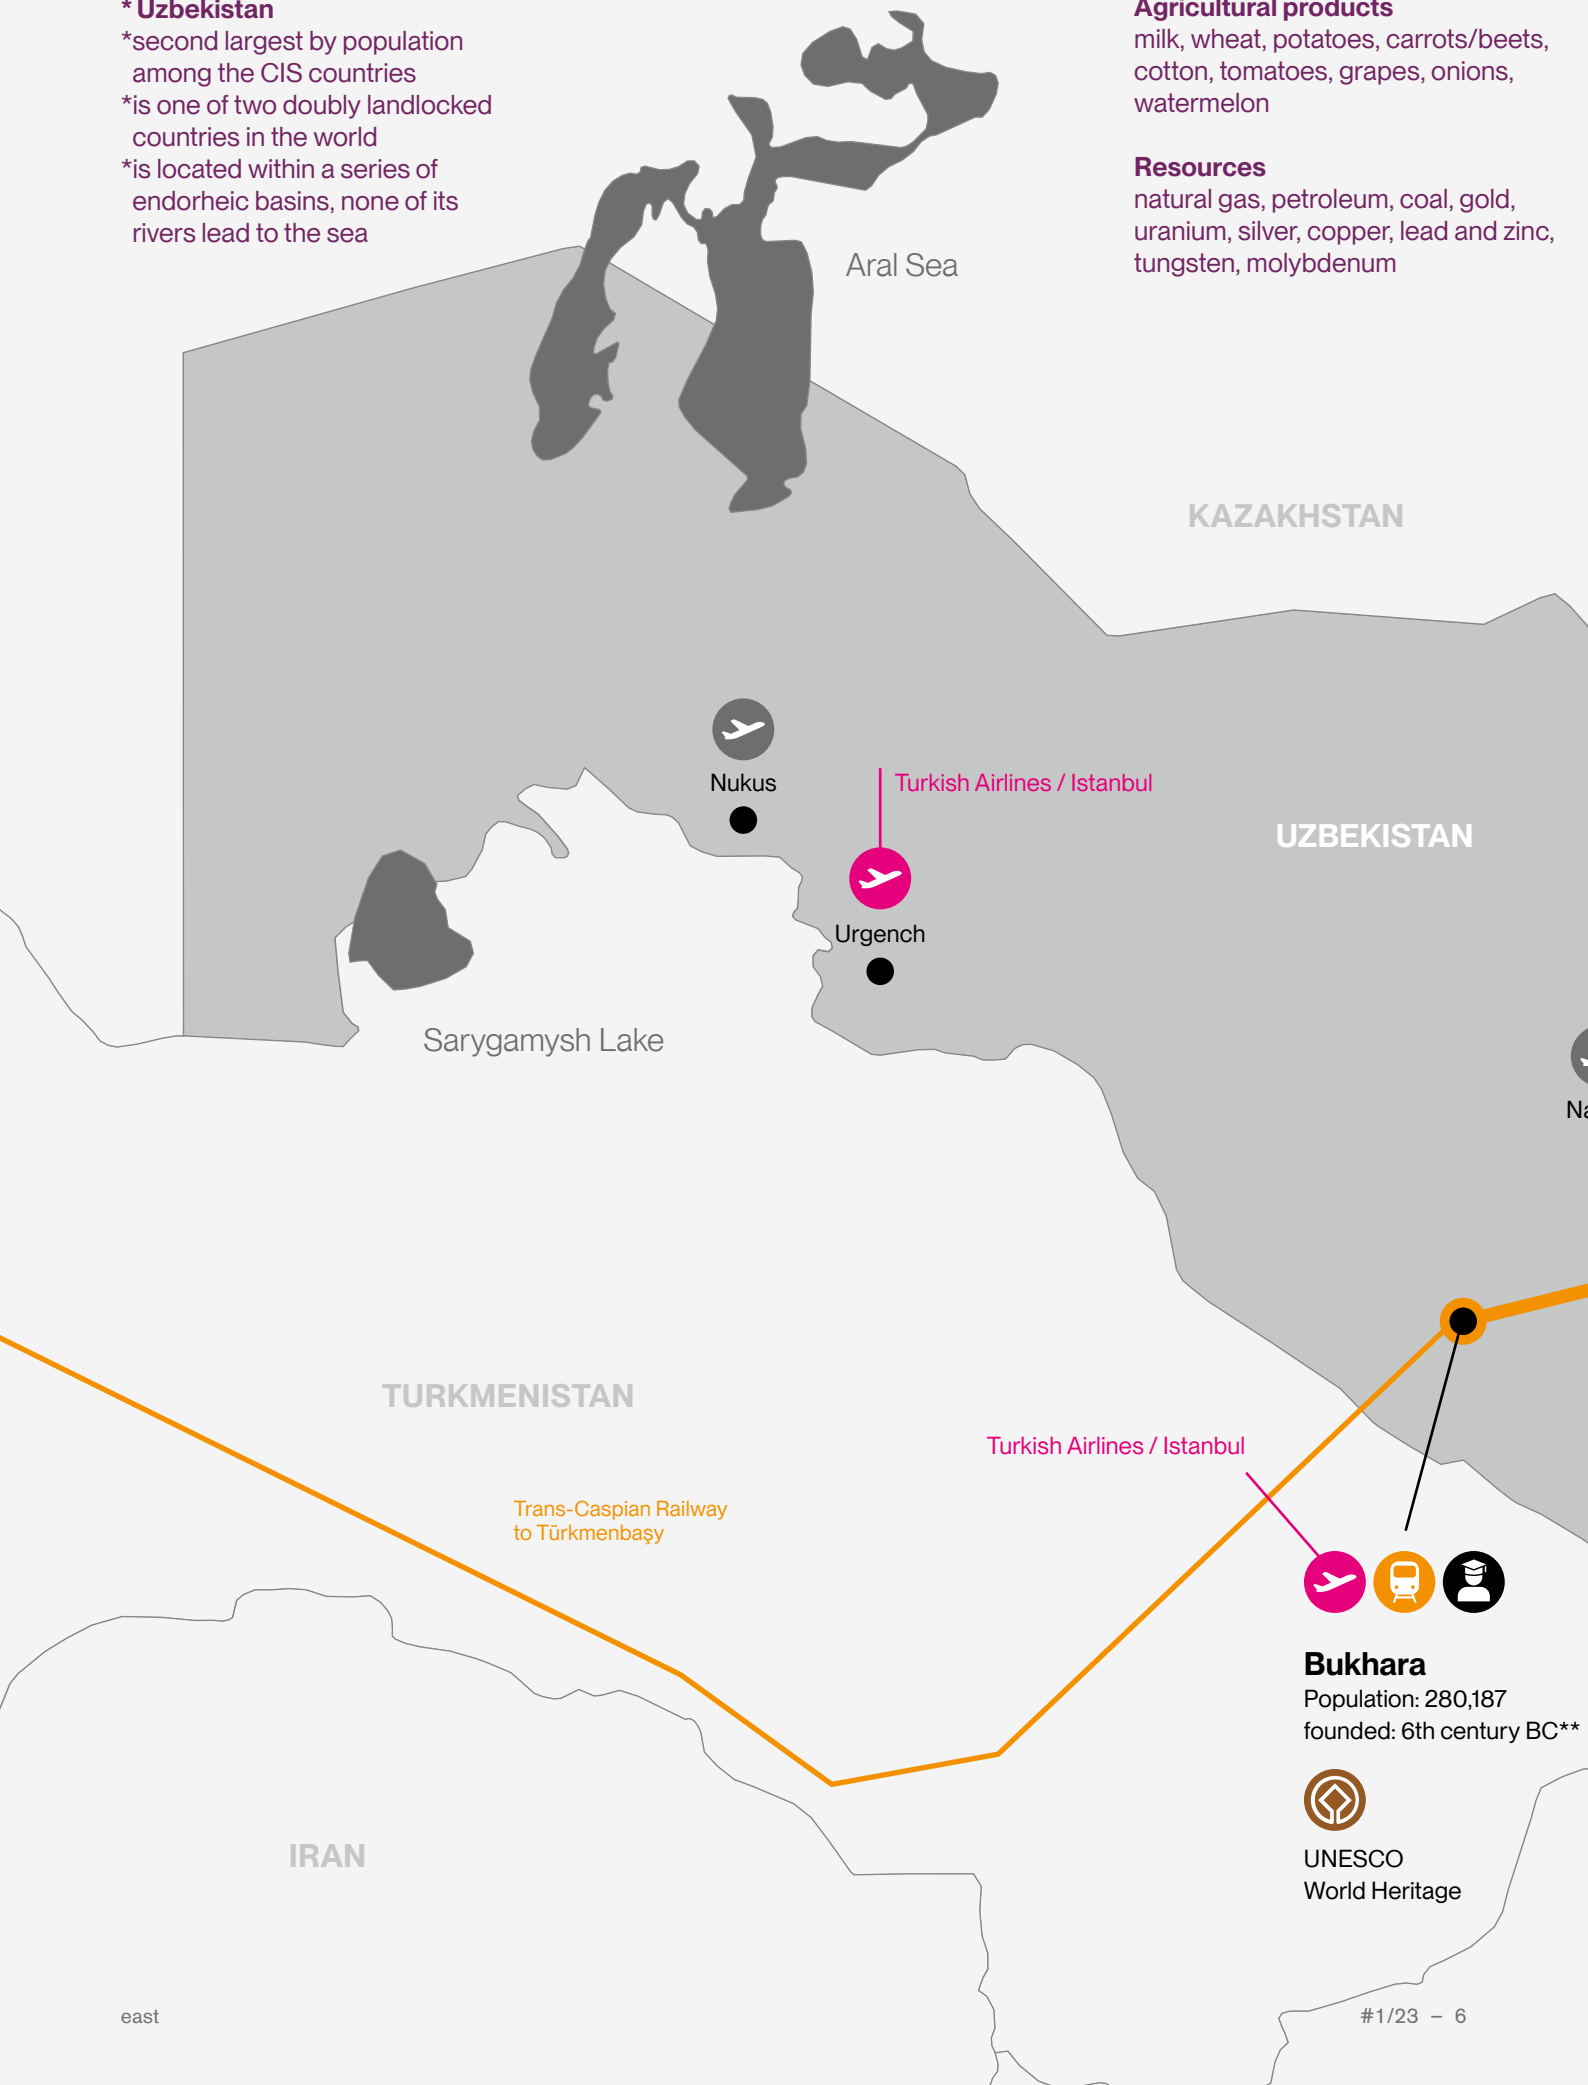 * Uzbekistan
*second largest by population
among the CIS countries
*is one of two doubly landlocked
countries in the world
*is located within a series of
endorheic basins, none of its
rivers lead to the sea
Agricultural products
milk, wheat, potatoes, carrots/beets,
cotton, tomatoes, grapes, onions,
watermelon
Resources
natural gas, petroleum, coal, gold,
uranium, silver, copper, lead and zinc,
tungsten, molybdenum
Aral Sea
KAZAKHSTAN
Nukus
Turkish Airlines / Istanbul
UZBEKISTAN
Urgench
Sarygamysh Lake
TURKMENISTAN
Turkish Airlines / Istanbul
Trans-Caspian Railway
to Türkmenbaşy
Bukhara
Population: 280,187
founded: 6th century BC**
UNESCO
World Heritage
IRAN
east
#1/23 – 6